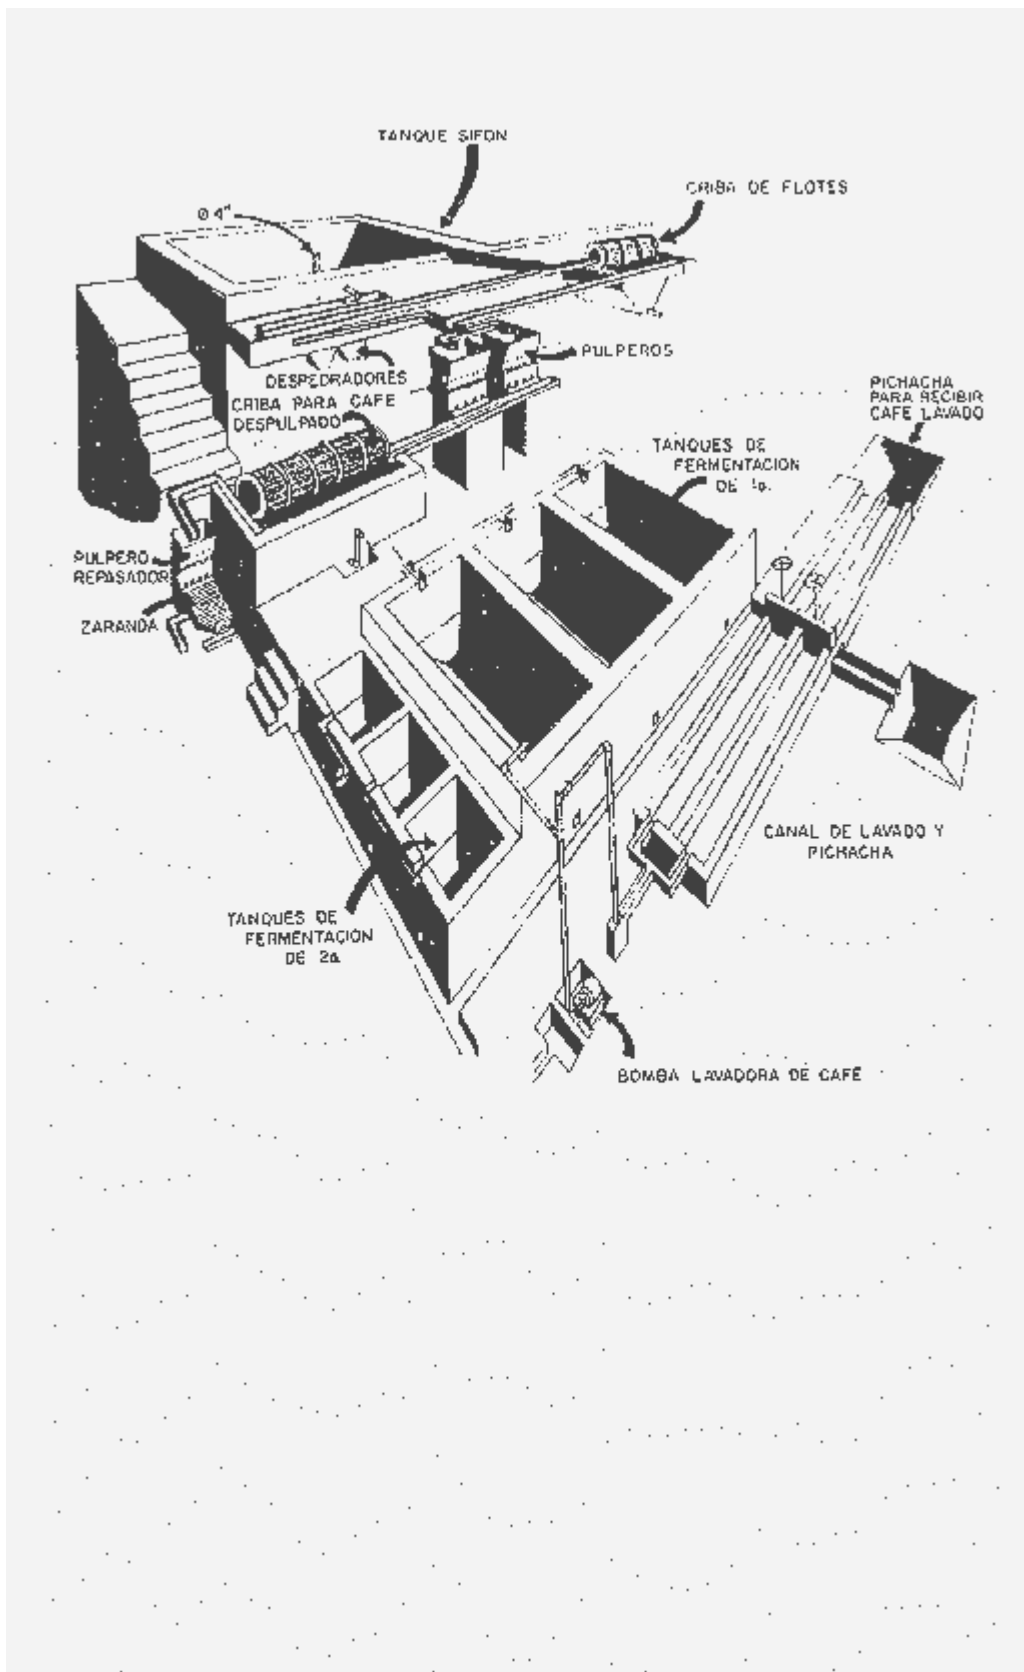 TANQUE SIFON
CRIBA DE FLOTES
Ø 4"
PULPEROS
DESPEDRADORES
CRIBA PARA CAFE
DESPULPADO
PICHACHA
PARA RECIBIR
CAFE LAVADO
TANQUES DE
FERMENTACION
DE 1a.
PULPERO
REPASADOR
ZARANDA
CANAL DE LAVADO Y
PICHACHA
TANQUES DE
FERMENTACION
DE 2a
BOMBA LAVADORA DE CAFE